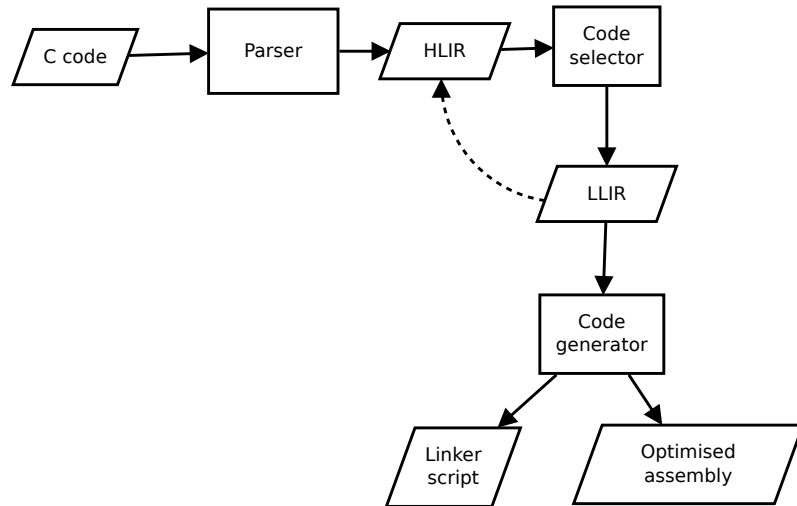 C code
Parser
HLIR
Code
selector
LLIR
Code
generator
Linker
script
Optimised
assembly